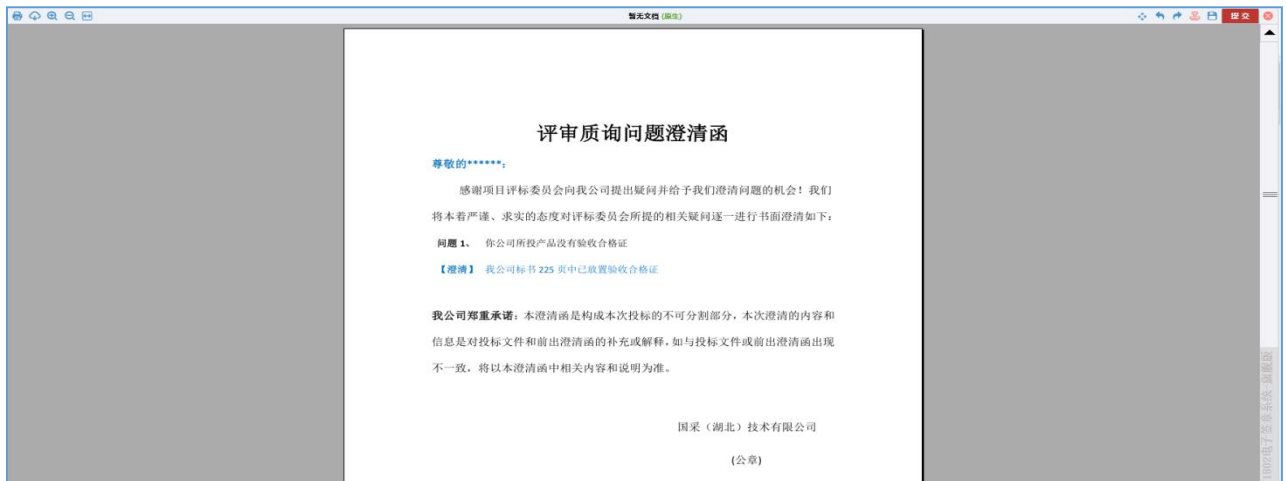 暂无文档 (原生)
提交
评审质询问题澄清函
尊敬的******:
感谢项目评标委员会向我公司提出疑问并给予我们澄清问题的机会!我们
将本着严谨、求实的态度对评标委员会所提的相关疑问逐一进行书面澄清如下:
问题 1、 你公司所投产品没有验收合格证
【澄清】 我公司标书 225 页中已放置验收合格证
我公司郑重承诺:本澄清函是构成本次投标的不可分割部分,本次澄清的内容和
信息是对投标文件和前出澄清函的补充或解释,如与投标文件或前出澄清函出现
不一致,将以本澄清函中相关内容和说明为准。
国采(湖北)技术有限公司
(公章)
电子签章系统 旗舰版